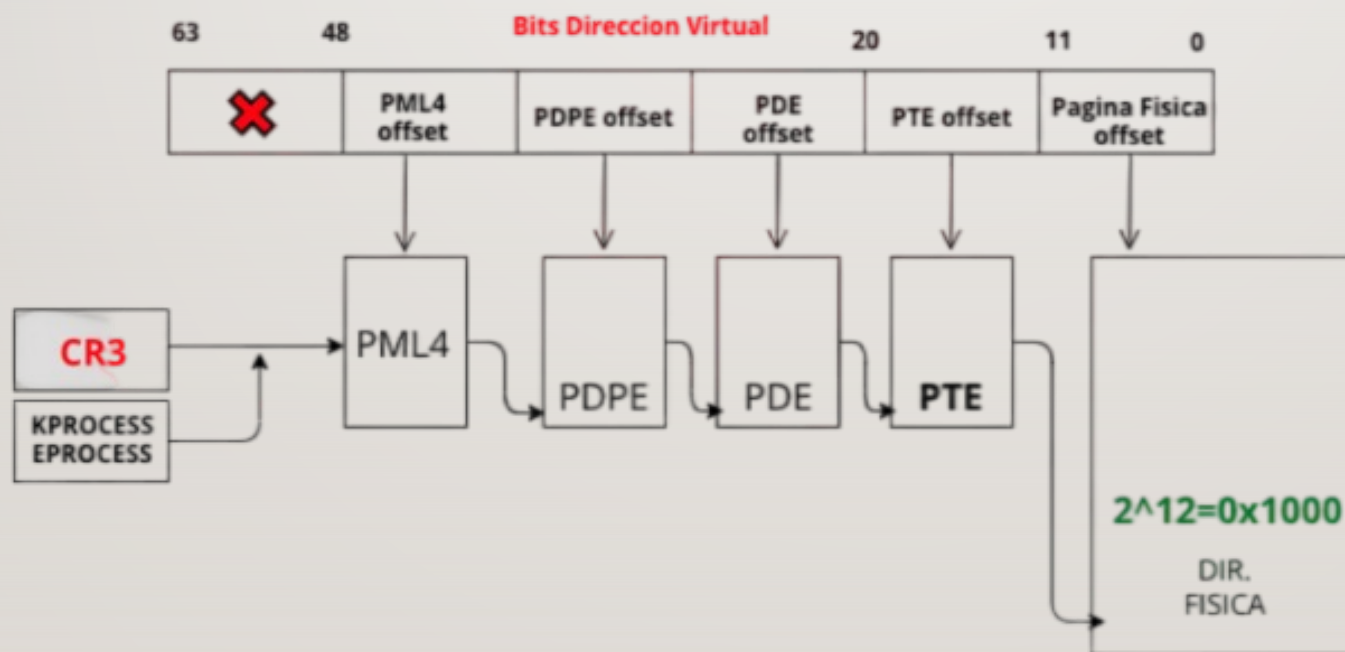 Bits Direccion Virtual
63 48 20 11 0
PML4
offset
PDPE offset
PDE
offset
PTE offset
Pagina Fisica
offset
CR3
KPROCESS
EPROCESS
PML4
PDPE
PDE
PTE
2^12=0x1000
DIR.
FISICA